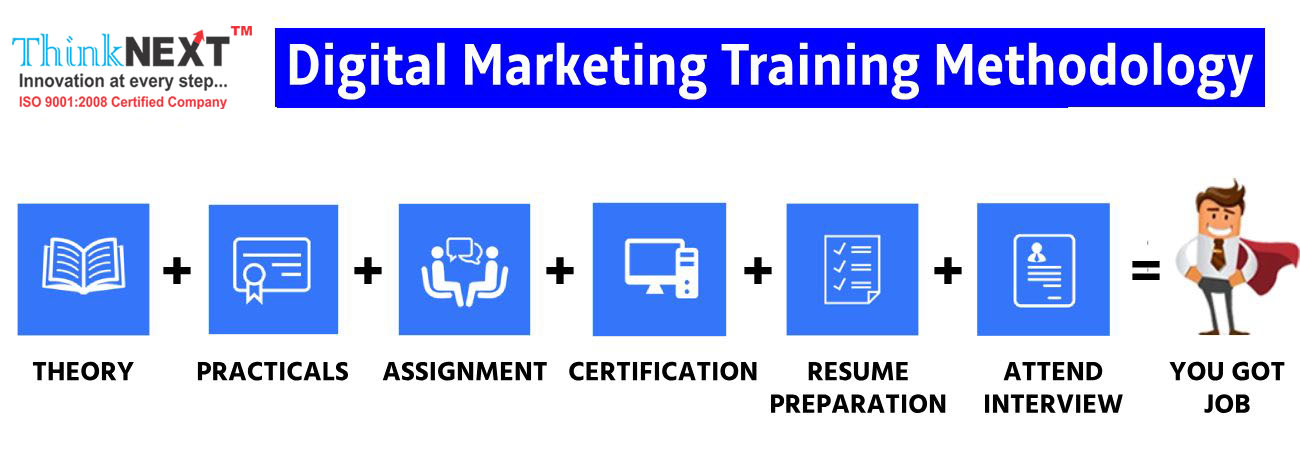 ThinkNEXT™
Innovation at every step...
ISO 9001:2008 Certified Company
Digital Marketing Training Methodology
+ + + + + =
THEORY
PRACTICALS
ASSIGNMENT
CERTIFICATION
RESUME
PREPARATION
ATTEND
INTERVIEW
YOU GOT
JOB